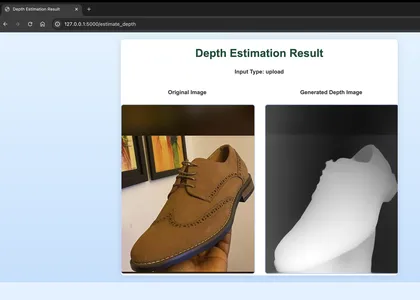 Depth Estimation Result
127.0.0.1:5000/estimate_depth
Depth Estimation Result
Input Type: upload
Original Image
Generated Depth Image